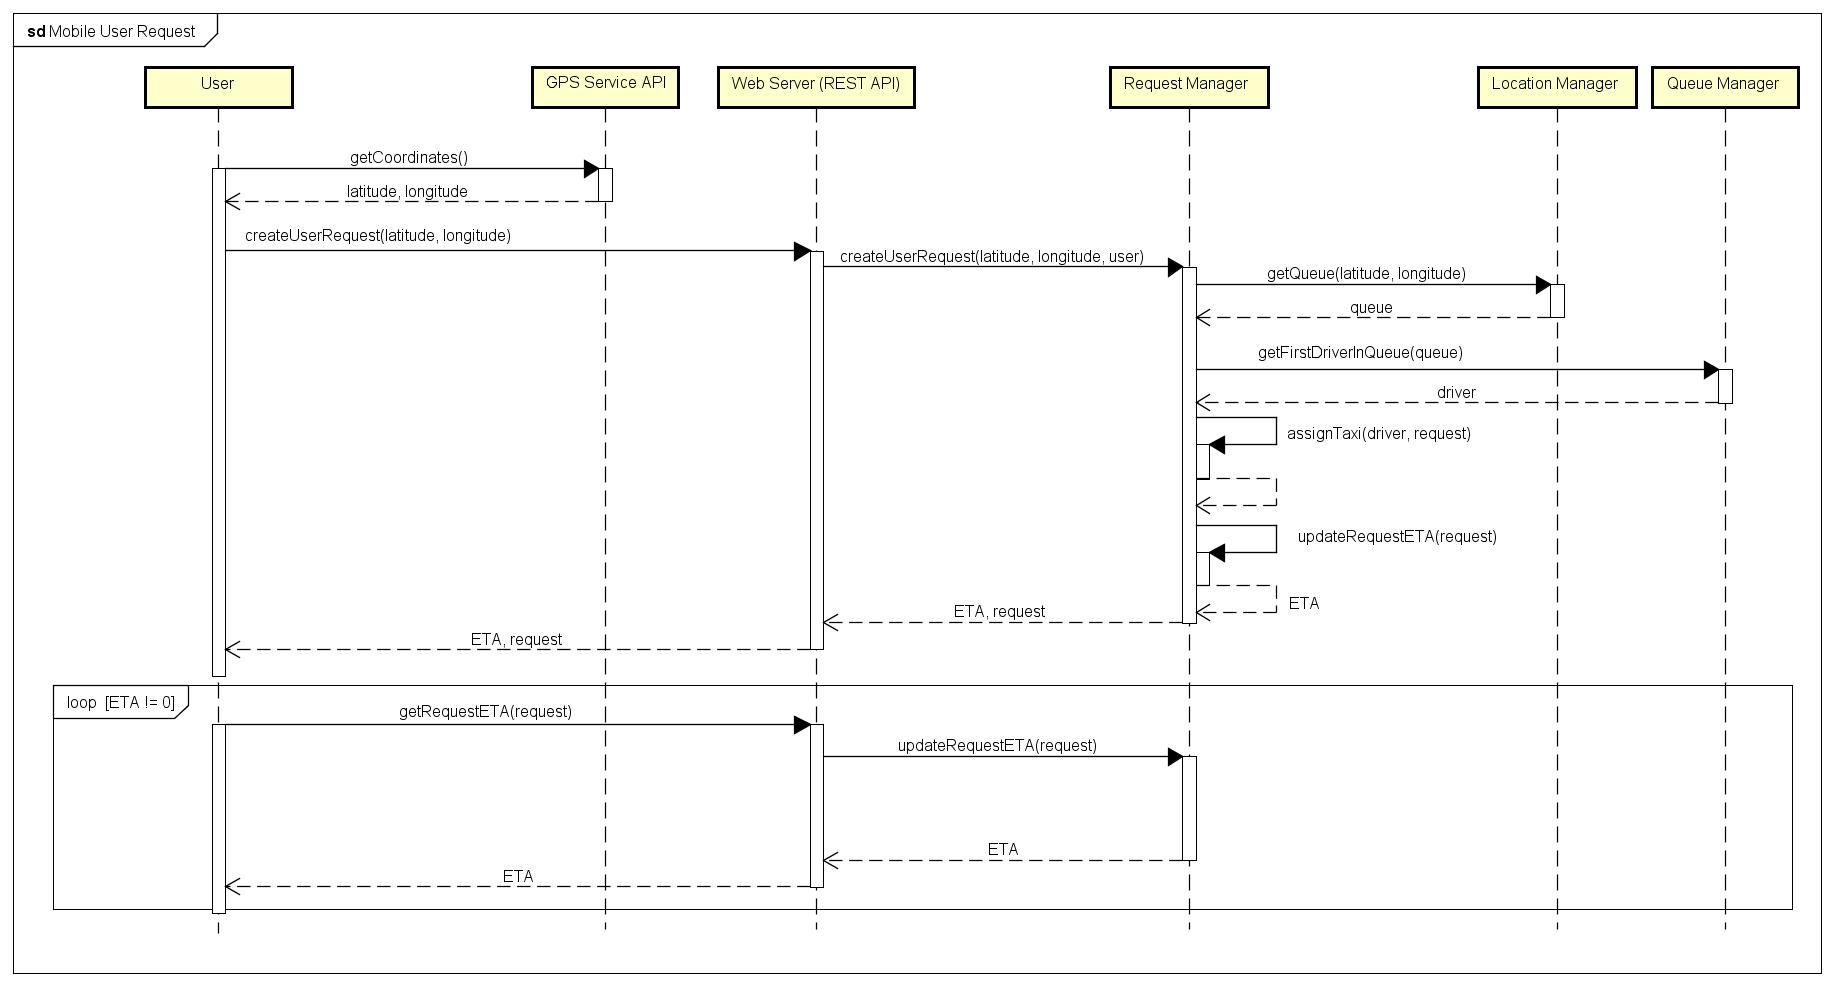 sd Mobile User Request
User
GPS Service API
Web Server (REST API)
Request Manager
Location Manager
Queue Manager
getCoordinates()
latitude, longitude
createUserRequest(latitude, longitude)
createUserRequest(latitude, longitude, user)
getQueue(latitude, longitude)
queue
getFirstDriverInQueue(queue)
driver
assignTaxi(driver, request)
updateRequestETA(request)
ETA
ETA, request
ETA, request
loop [ETA != 0]
getRequestETA(request)
updateRequestETA(request)
ETA
ETA